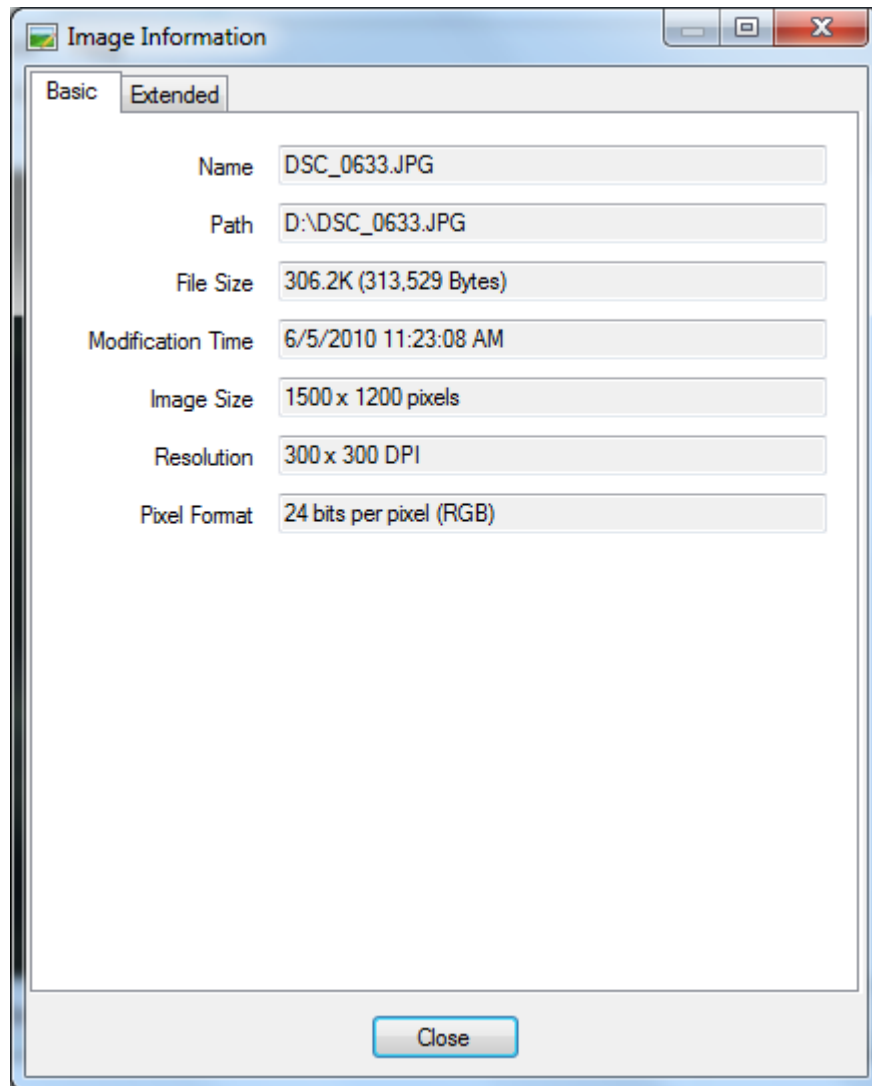 Image Information
Basic Extended
Name DSC_0633.JPG
Path D:\DSC_0633.JPG
File Size 306.2K (313,529 Bytes)
Modification Time 6/5/2010 11:23:08 AM
Image Size 1500 x 1200 pixels
Resolution 300 x 300 DPI
Pixel Format 24 bits per pixel (RGB)
Close